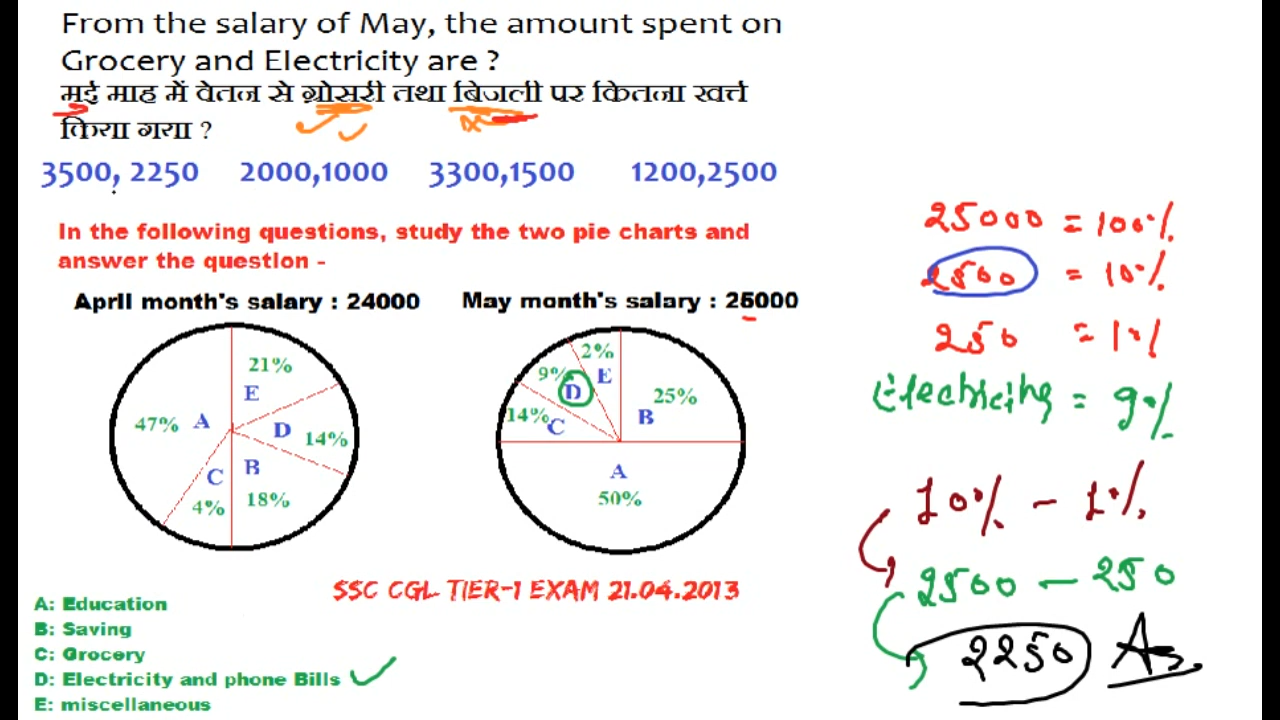 From the salary of May, the amount spent on
Grocery and Electricity are ?
मई माह में वेतन से ग्रोसरी तथा बिजली पर कितना खर्च
किया गया ?
3500, 2250 2000,1000 3300,1500 1200,2500
In the following questions, study the two pie charts and
answer the question -
April month's salary : 24000 May month's salary : 25000
21%
E
47% A
D 14%
B
C
4% 18%
2%
9% E
D 25%
14% C B
A
50%
SSC CGL TIER-1 EXAM 21.04.2013
A: Education
B: Saving
C: Grocery
D: Electricity and phone Bills
E: miscellaneous
25000 = 100%
2500 = 10%
250 = 1%
Electricity = 9%
10% - 1%
2500 - 250
2250 Ans.